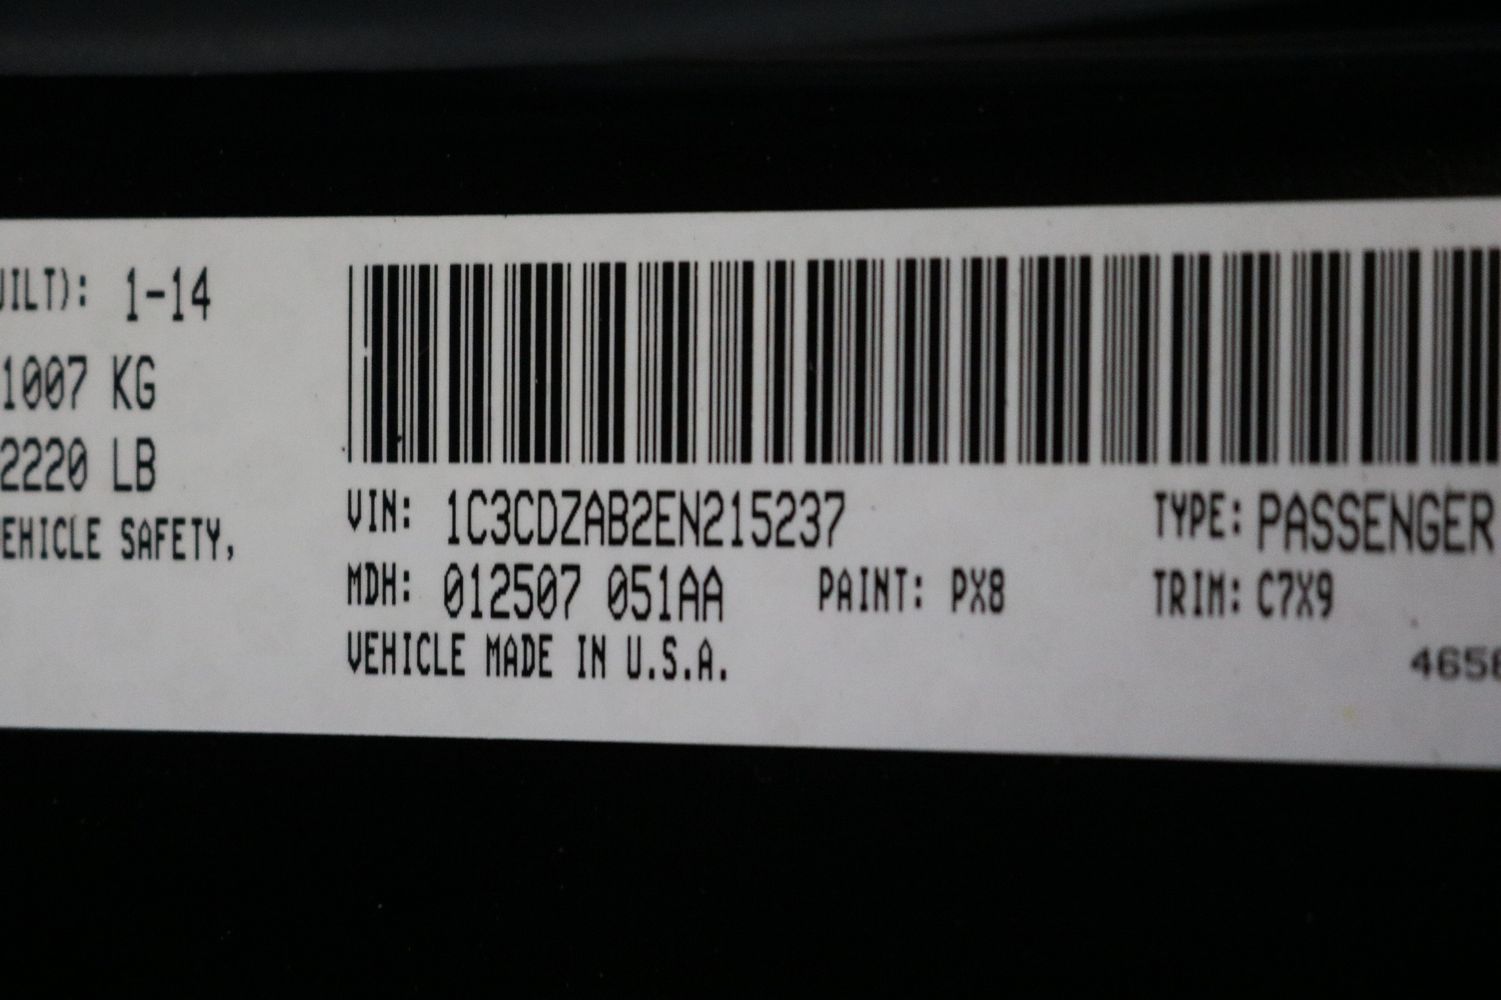 UILT): 1-14
1007 KG
2220 LB
EHICLE SAFETY,
VIN: 1C3CDZAB2EN215237 TYPE: PASSENGER
MDH: 012507 051AA PAINT: PX8 TRIM: C7X9
VEHICLE MADE IN U.S.A.
465